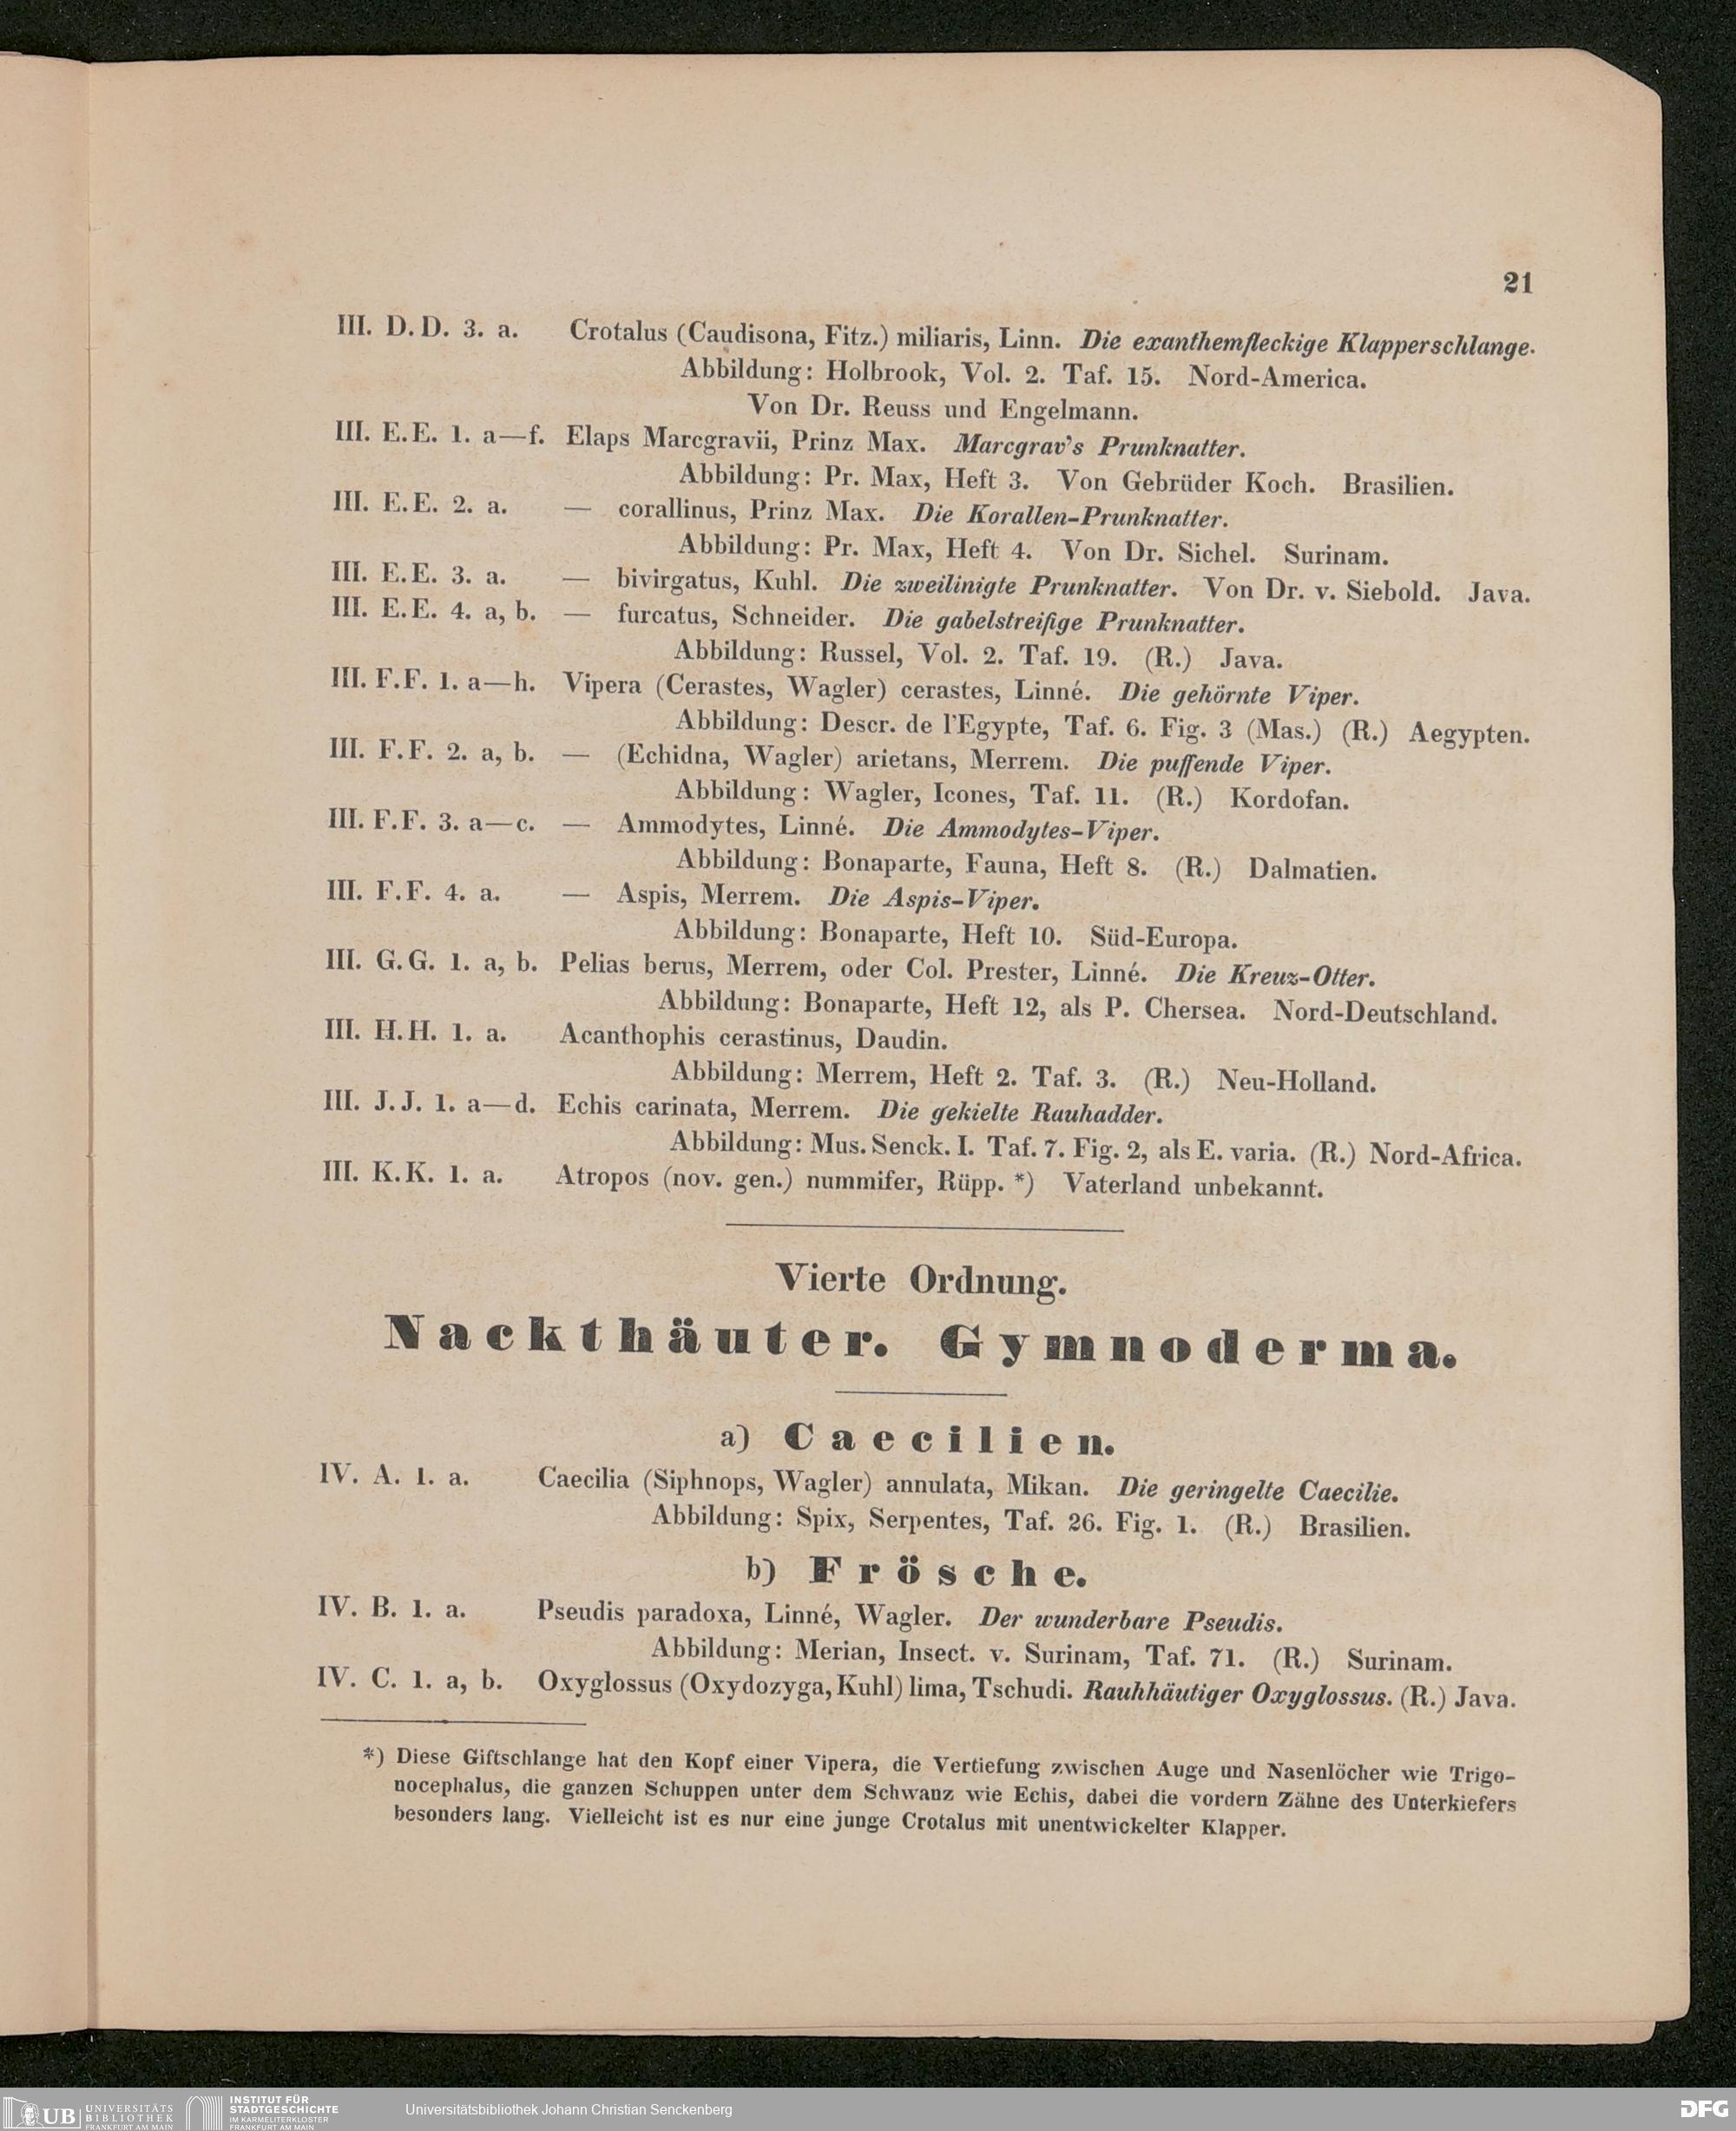 21
III. D.D. 3. a. Crotalus (Caudisona, Fitz.) miliaris, Linn. Die exanthemfleckige Klapperschlange.
Abbildung: Holbrook, Vol. 2. Taf. 15. Nord-America.
Von Dr. Reuss und Engelmann.
III. E.E. 1. a—f. Elaps Marcgravii, Prinz Max. Marcgrav's Prunknatter.
Abbildung: Pr. Max, Heft 3. Von Gebrüder Koch. Brasilien.
III. E.E. 2. a. — corallinus, Prinz Max. Die Korallen-Prunknatter.
Abbildung: Pr. Max, Heft 4. Von Dr. Sichel. Surinam.
III. E.E. 3. a. — bivirgatus, Kuhl. Die zweilinigte Prunknatter. Von Dr. v. Siebold. Java.
III. E.E. 4. a, b. — furcatus, Schneider. Die gabelstreifige Prunknatter.
Abbildung: Russel, Vol. 2. Taf. 19. (R.) Java.
III. F.F. 1. a—h. Vipera (Cerastes, Wagler) cerastes, Linné. Die gehörnte Viper.
Abbildung: Descr. de l'Egypte, Taf. 6. Fig. 3 (Mas.) (R.) Aegypten.
III. F.F. 2. a, b. — (Echidna, Wagler) arietans, Merrem. Die puffende Viper.
Abbildung: Wagler, Icones, Taf. 11. (R.) Kordofan.
III. F.F. 3. a—c. — Ammodytes, Linné. Die Ammodytes-Viper.
Abbildung: Bonaparte, Fauna, Heft 8. (R.) Dalmatien.
III. F.F. 4. a. — Aspis, Merrem. Die Aspis-Viper.
Abbildung: Bonaparte, Heft 10. Süd-Europa.
III. G.G. 1. a, b. Pelias berus, Merrem, oder Col. Prester, Linné. Die Kreuz-Otter.
Abbildung: Bonaparte, Heft 12, als P. Chersea. Nord-Deutschland.
III. H.H. 1. a. Acanthophis cerastinus, Daudin.
Abbildung: Merrem, Heft 2. Taf. 3. (R.) Neu-Holland.
III. J.J. 1. a—d. Echis carinata, Merrem. Die gekielte Rauhadder.
Abbildung: Mus. Senck. I. Taf. 7. Fig. 2, als E. varia. (R.) Nord-Africa.
III. K.K. 1. a. Atropos (nov. gen.) nummifer, Rüpp. *) Vaterland unbekannt.
Vierte Ordnung.
Nackthäuter. Gymnoderma.
a) Caecilien.
IV. A. 1. a. Caecilia (Siphnops, Wagler) annulata, Mikan. Die geringelte Caecilie.
Abbildung: Spix, Serpentes, Taf. 26. Fig. 1. (R.) Brasilien.
b) Frösche.
IV. B. 1. a. Pseudis paradoxa, Linné, Wagler. Der wunderbare Pseudis.
Abbildung: Merian, Insect. v. Surinam, Taf. 71. (R.) Surinam.
IV. C. 1. a, b. Oxyglossus (Oxydozyga, Kuhl) lima, Tschudi. Rauhhäutiger Oxyglossus. (R.) Java.
*) Diese Giftschlange hat den Kopf einer Vipera, die Vertiefung zwischen Auge und Nasenlöcher wie Trigo-
nocephalus, die ganzen Schuppen unter dem Schwanz wie Echis, dabei die vordern Zähne des Unterkiefers
besonders lang. Vielleicht ist es nur eine junge Crotalus mit unentwickelter Klapper.
UB UNIVERSITÄTS
BIBLIOTHEK
FRANKFURT AM MAIN
INSTITUT FÜR
STADTGESCHICHTE
IM KARMELITERKLOSTER
FRANKFURT AM MAIN
Universitätsbibliothek Johann Christian Senckenberg
DFG